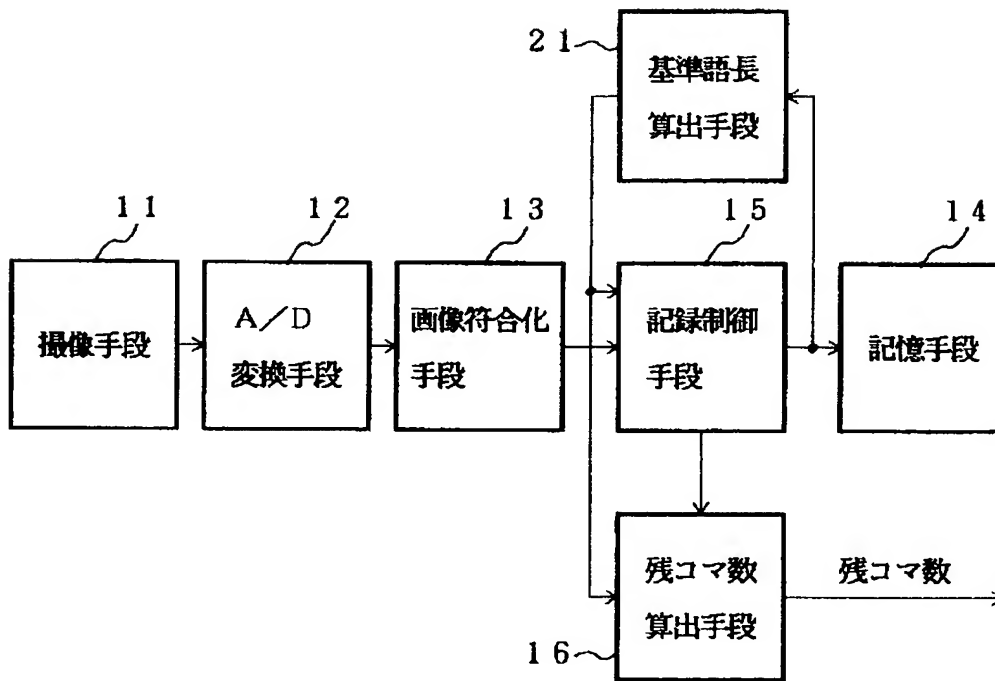 ２１
基準語長
算出手段
１１
１２
１３
１５
１４
撮像手段
Ａ／Ｄ
変換手段
画像符合化
手段
記録制御
手段
記憶手段
残コマ数
算出手段
残コマ数
１６